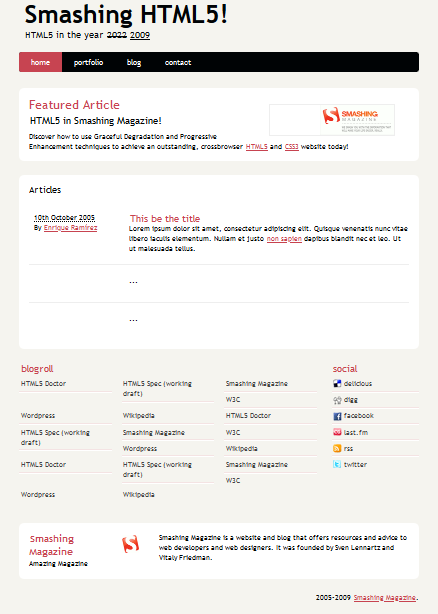 Smashing HTML5!
HTML5 in the year 2022 2009
home portfolio blog contact
Featured Article
HTML5 in Smashing Magazine!
Discover how to use Graceful Degradation and Progressive
Enhancement techniques to achieve an outstanding, crossbrowser HTML5 and CSS3 website today!
SMASHING
MAGAZINE
Articles
10th October 2005
By Enrique Ramírez
This be the title
Lorem ipsum dolor sit amet, consectetur adipiscing elit. Quisque venenatis nunc vitae
libero iaculis elementum. Nullam et justo non sapien dapibus blandit nec et leo. Ut
ut malesuada tellus.
...
...
blogroll
HTML5 Doctor
HTML5 Spec (working
draft)
Smashing Magazine
W3C
Wordpress
Wikipedia
HTML5 Doctor
HTML5 Spec (working
draft)
Smashing Magazine
W3C
Wordpress
Wikipedia
HTML5 Doctor
HTML5 Spec (working
draft)
Smashing Magazine
W3C
Wordpress
Wikipedia
social
delicious
digg
facebook
last.fm
rss
twitter
Smashing
Magazine
Amazing Magazine
Smashing Magazine is a website and blog that offers resources and advice to
web developers and web designers. It was founded by Sven Lennartz and
Vitaly Friedman.
2005-2009 Smashing Magazine.